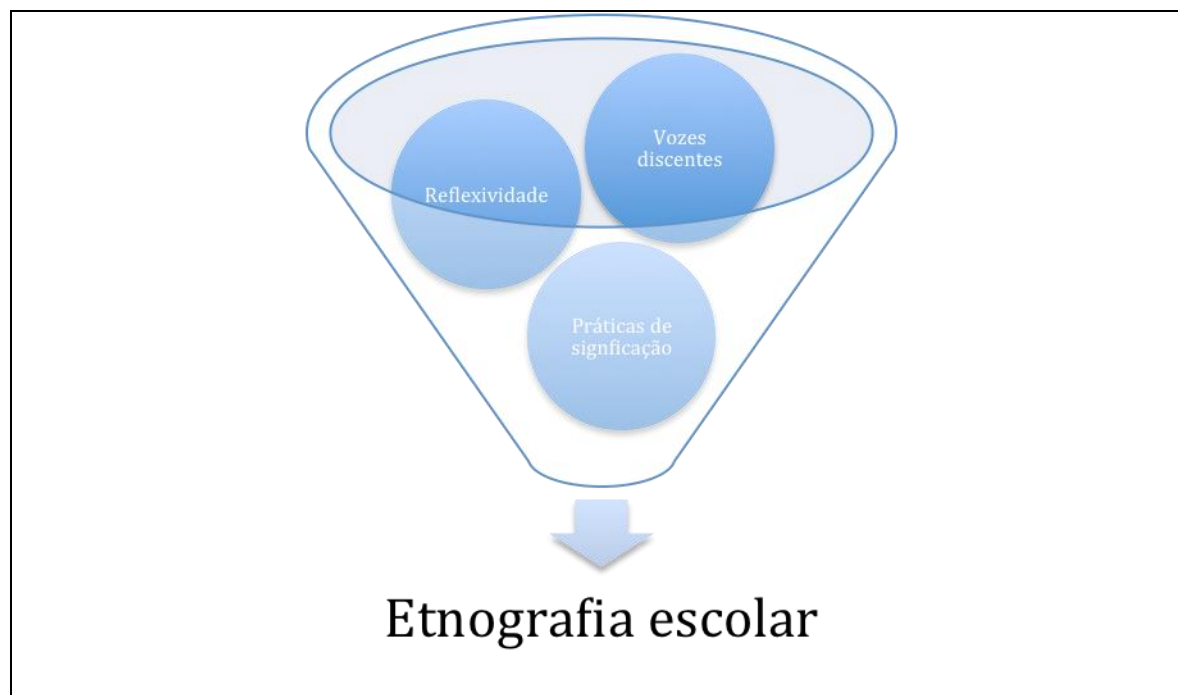 Vozes
discentes
Reflexividade
Práticas de
signficação
Etnografia escolar